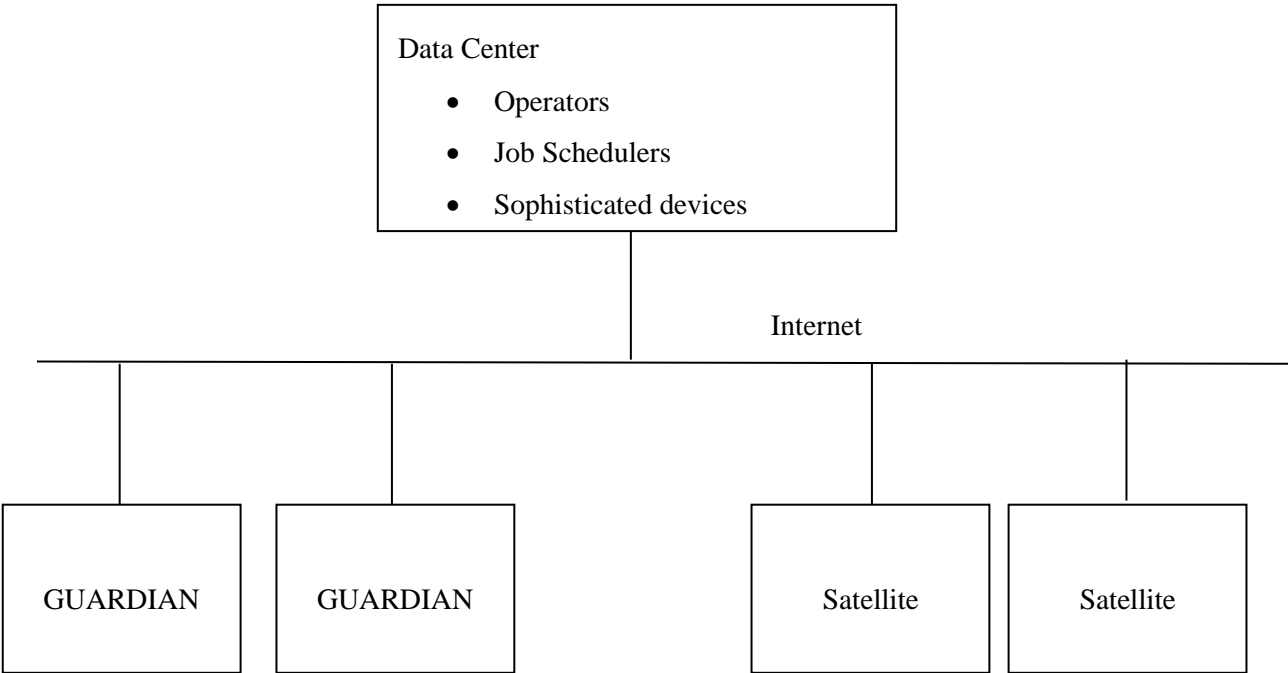 Data Center
• Operators
• Job Schedulers
• Sophisticated devices
Internet
GUARDIAN
GUARDIAN
Satellite
Satellite